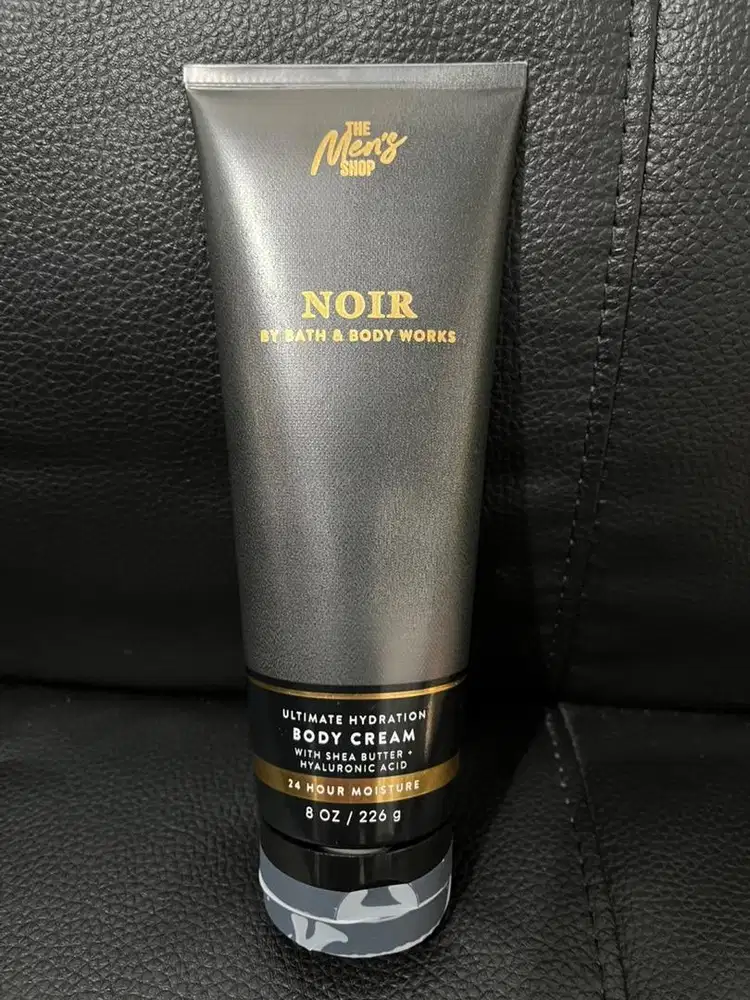 THE
Men's
SHOP
NOIR
BY BATH & BODY WORKS
ULTIMATE HYDRATION
BODY CREAM
WITH SHEA BUTTER +
HYALURONIC ACID
24 HOUR MOISTURE
8 OZ / 226 g